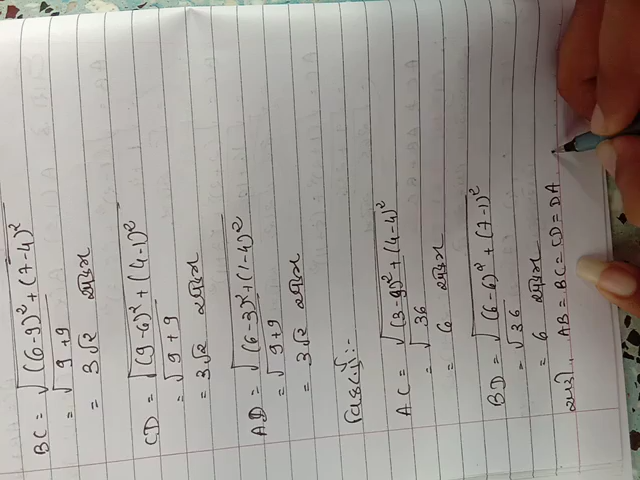 BC = √(6-9)² + (7-4)²
= √9+9
= 3√2 એકમ
CD = √(9-6)² + (4-1)²
= √9+9
= 3√2 એકમ
AD = √(6-3)² + (1-4)²
= √9+9
= 3√2 એકમ
વિકર્ણ :-
AC = √(3-9)² + (4-4)²
= √36
= 6 એકમ
BD = √(6-6)² + (7-1)²
= √36
= 6 એકમ
AB = BC = CD = DA